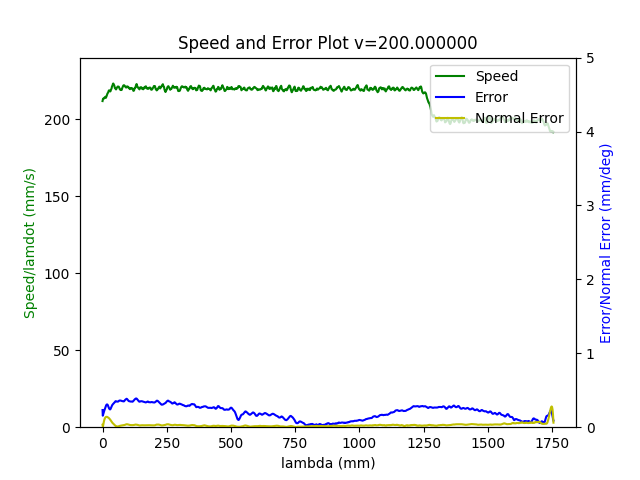 Speed and Error Plot v=200.000000
Speed
Error
Normal Error
Speed/lamdot (mm/s)
200
150
100
50
0
5
4
3
2
1
0
Error/Normal Error (mm/deg)
0 250 500 750 1000 1250 1500 1750
lambda (mm)